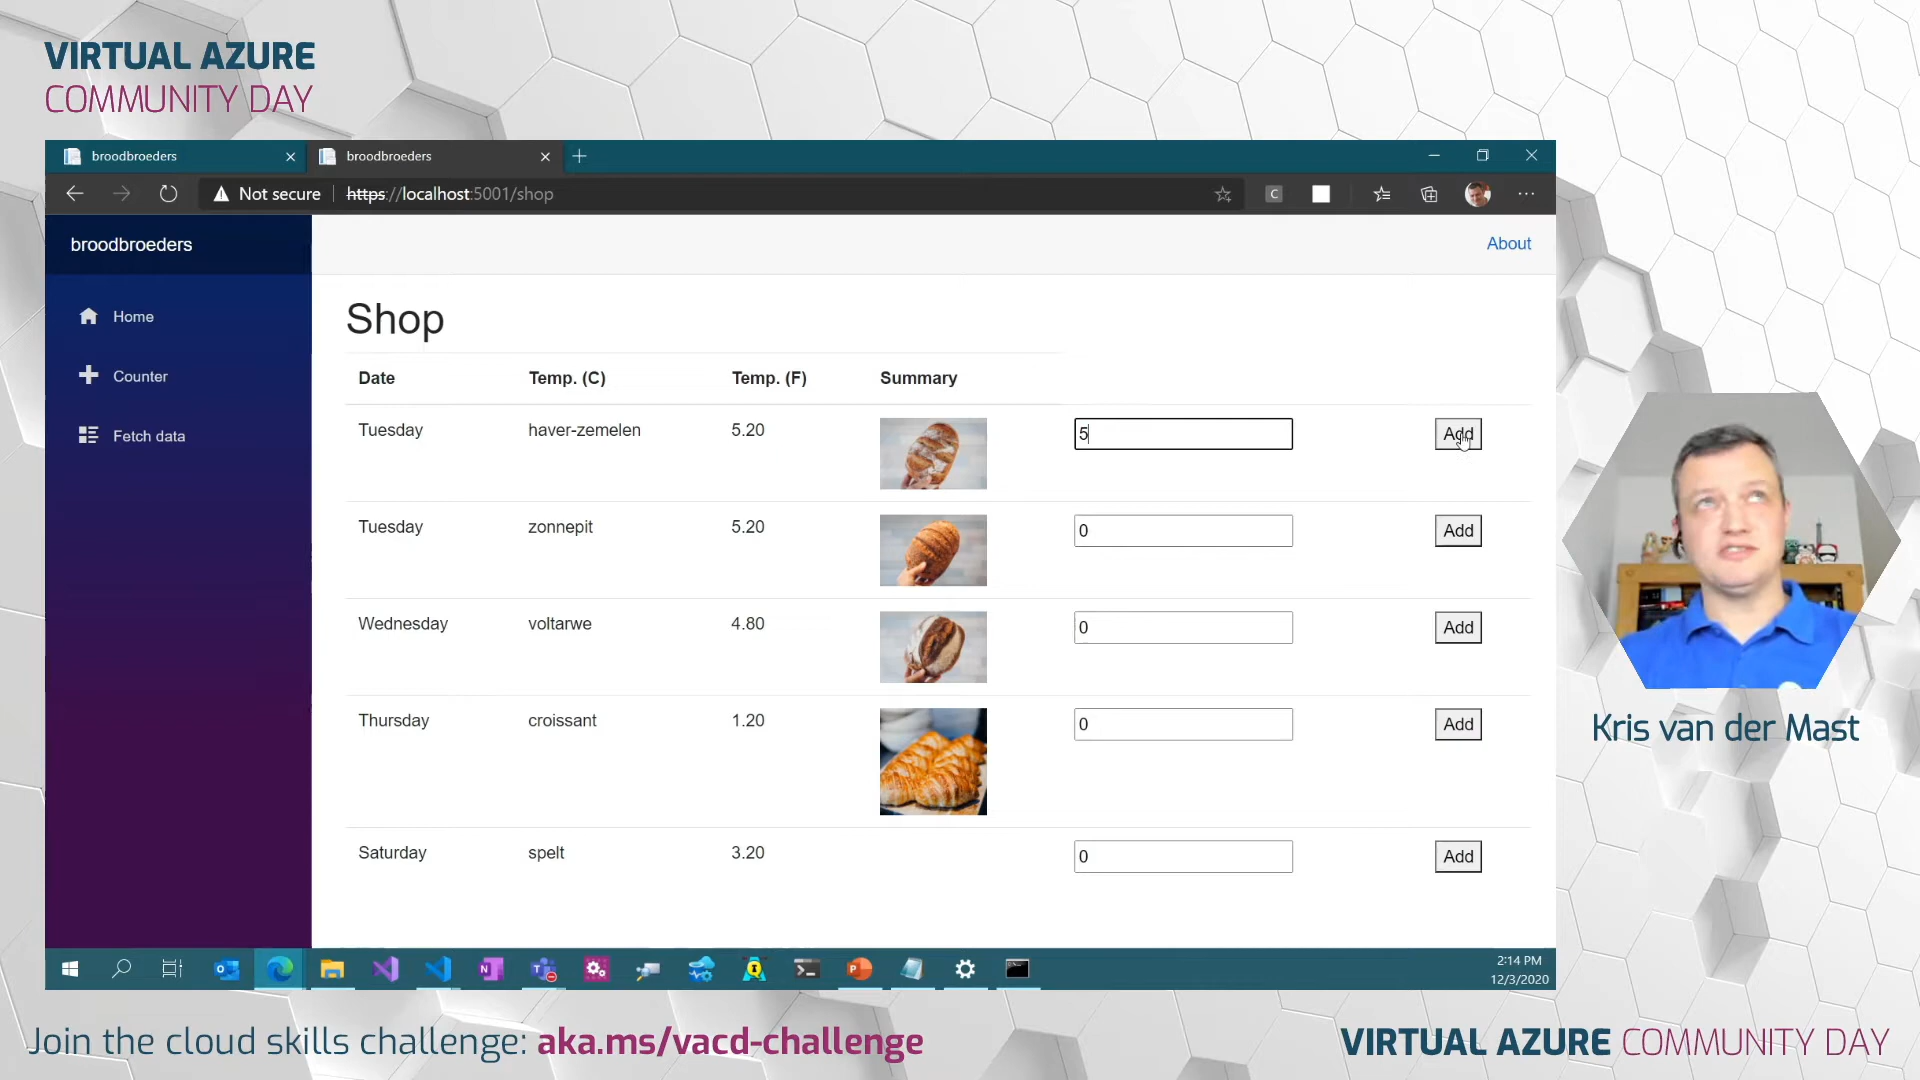 VIRTUAL AZURE
COMMUNITY DAY
broodbroeders
broodbroeders
Not secure
https://localhost:5001/shop
C
broodbroeders
About
Home
Counter
Fetch data
Shop
Date Temp. (C) Temp. (F) Summary
Tuesday haver-zemelen 5.20 5 Add
Tuesday zonnepit 5.20 0 Add
Wednesday voltarwe 4.80 0 Add
Thursday croissant 1.20 0 Add
Saturday spelt 3.20 0 Add
Kris van der Mast
2:14 PM
12/3/2020
Join the cloud skills challenge: aka.ms/vacd-challenge
VIRTUAL AZURE COMMUNITY DAY